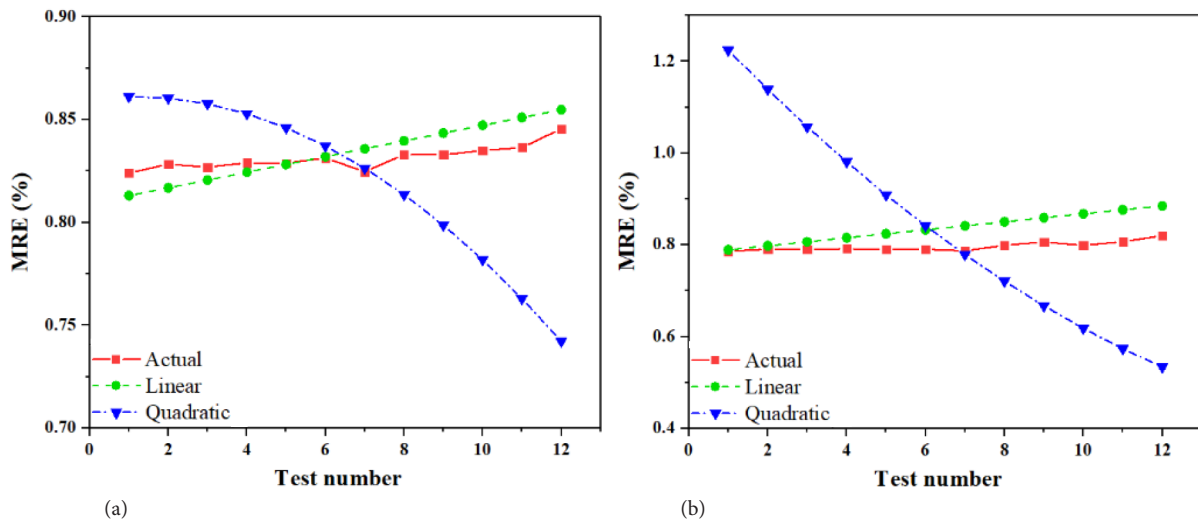 0.90
0.85
0.80
0.75
0.70
MRE (%)
Actual
Linear
Quadratic
0 2 4 6 8 10 12
Test number
(a)
1.2
1.0
0.8
0.6
0.4
MRE (%)
Actual
Linear
Quadratic
0 2 4 6 8 10 12
Test number
(b)